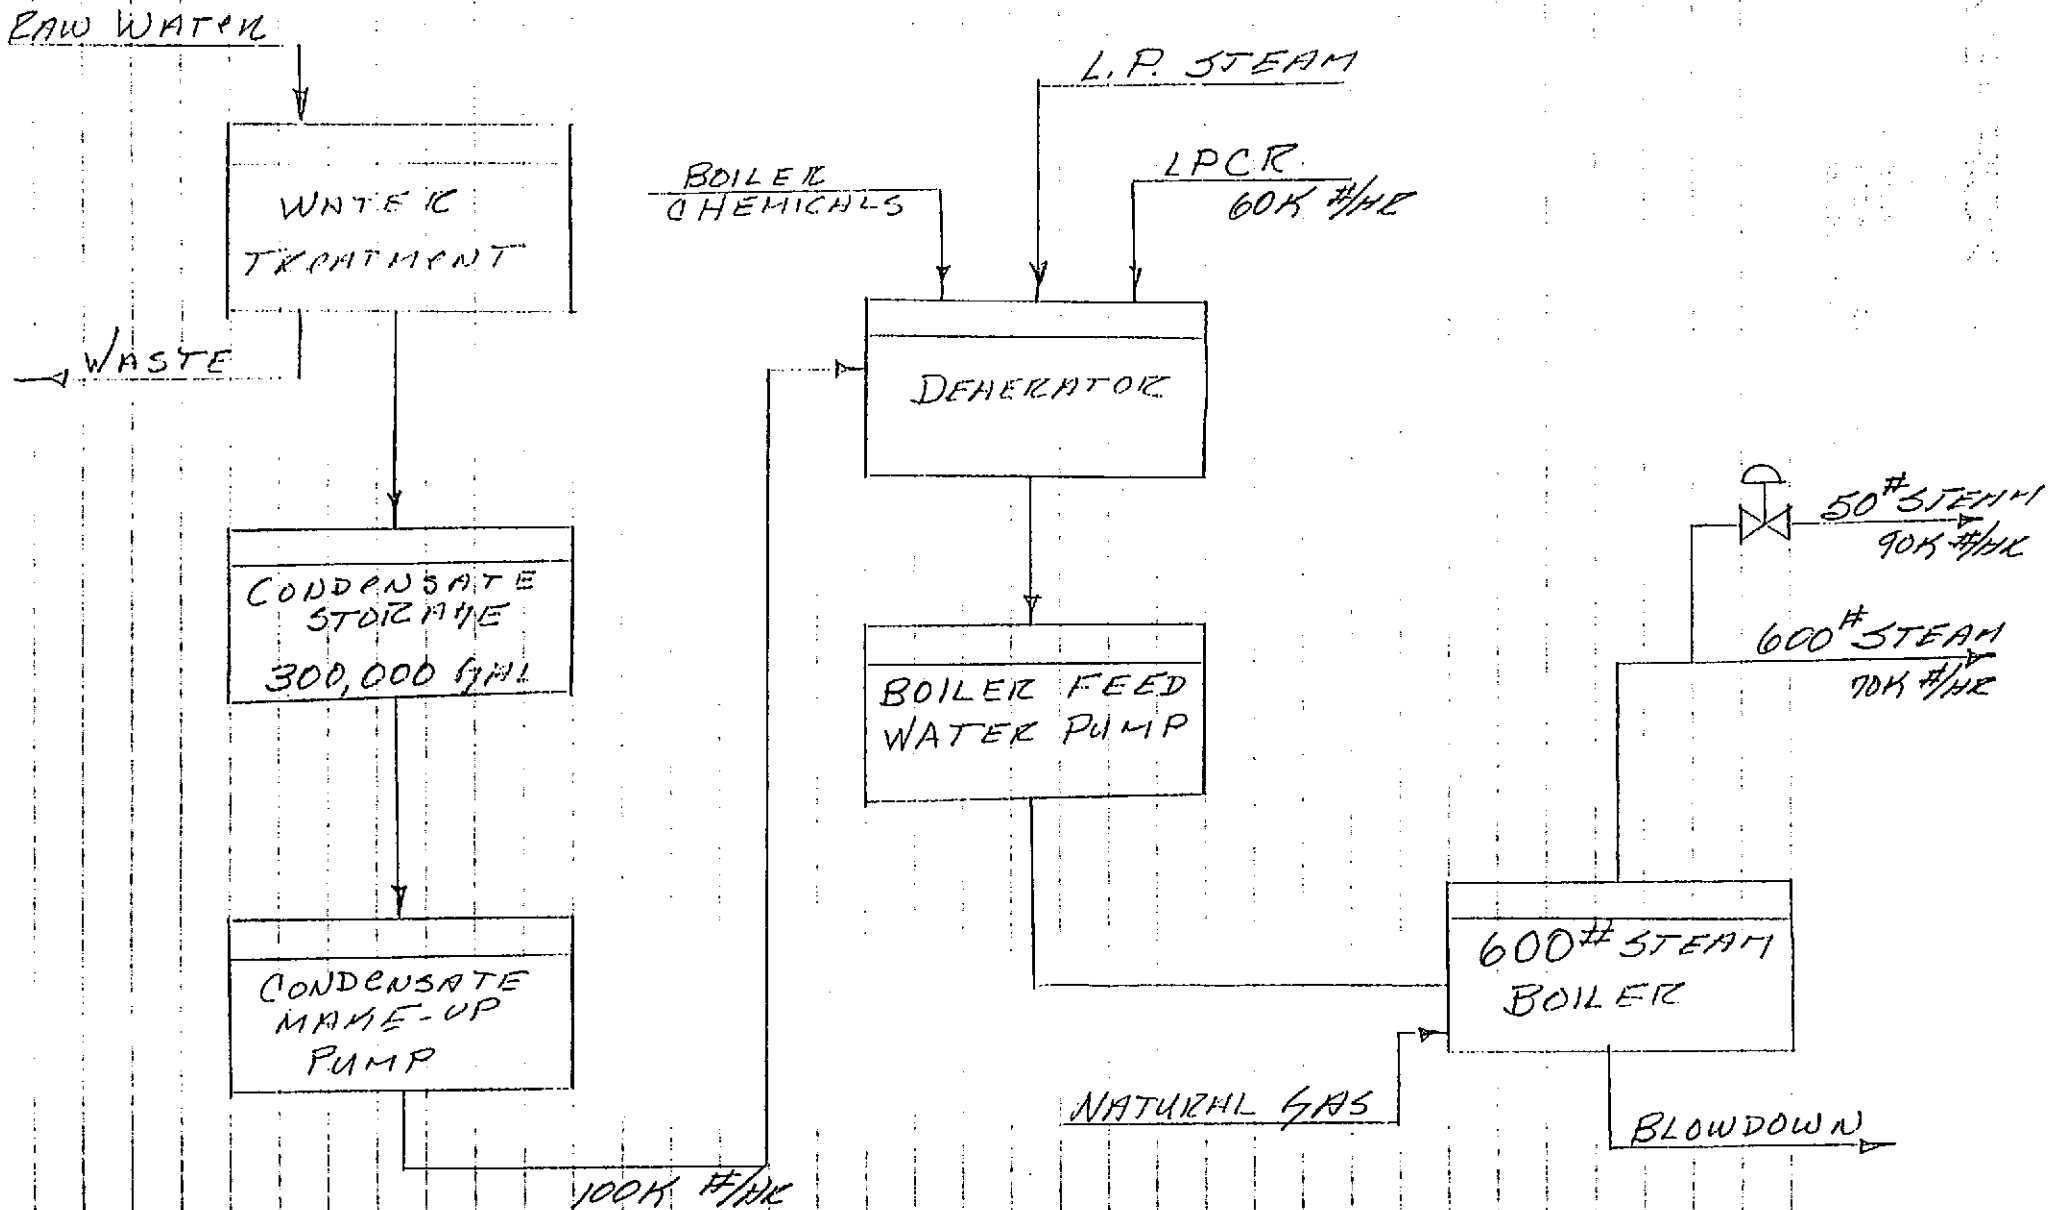 RAW WATER
WATER
TREATMENT
WASTE
CONDENSATE
STORAGE
300,000 GAL
CONDENSATE
MAKE-UP
PUMP
100K #/HR
BOILER
CHEMICALS
L.P. STEAM
LPCR
60K #/HR
DEAERATOR
BOILER FEED
WATER PUMP
NATURAL GAS
600# STEAM
BOILER
BLOWDOWN
50# STEAM
90K #/HR
600# STEAM
70K #/HR